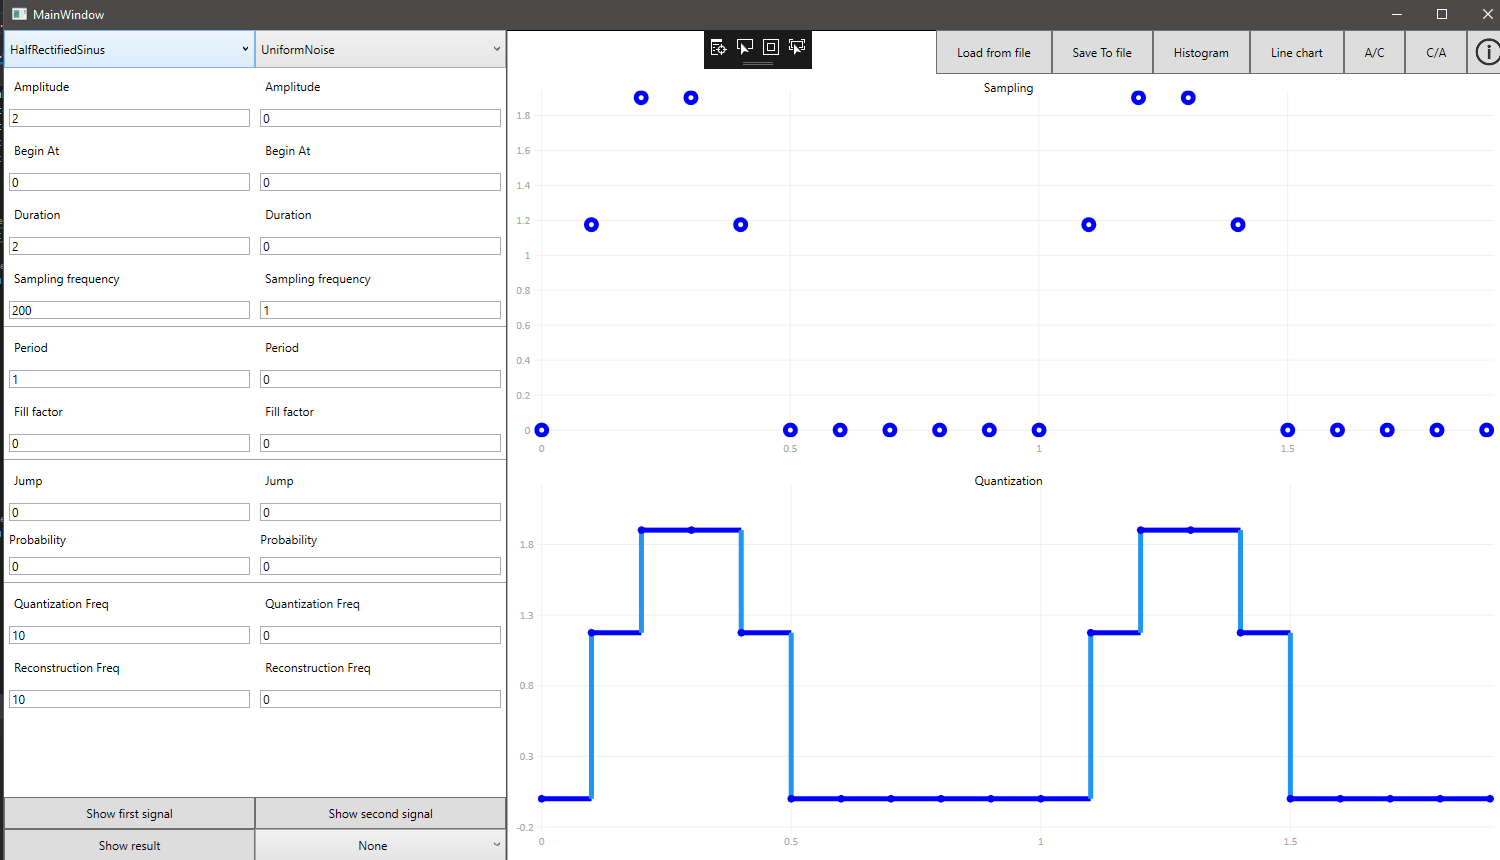 MainWindow
HalfRectifiedSinus
UniformNoise
Load from file
Save To file
Histogram
Line chart
A/C
C/A
Amplitude
Amplitude
2
0
Begin At
Begin At
0
0
Duration
Duration
2
0
Sampling frequency
Sampling frequency
200
1
Period
Period
1
0
Fill factor
Fill factor
0
0
Jump
Jump
0
0
Probability
Probability
0
0
Quantization Freq
Quantization Freq
10
0
Reconstruction Freq
Reconstruction Freq
10
0
Show first signal
Show second signal
Show result
None
Sampling
1.8
1.6
1.4
1.2
1
0.8
0.6
0.4
0.2
0
0
0.5
1
1.5
Quantization
1.8
1.3
0.8
0.3
-0.2
0
0.5
1
1.5